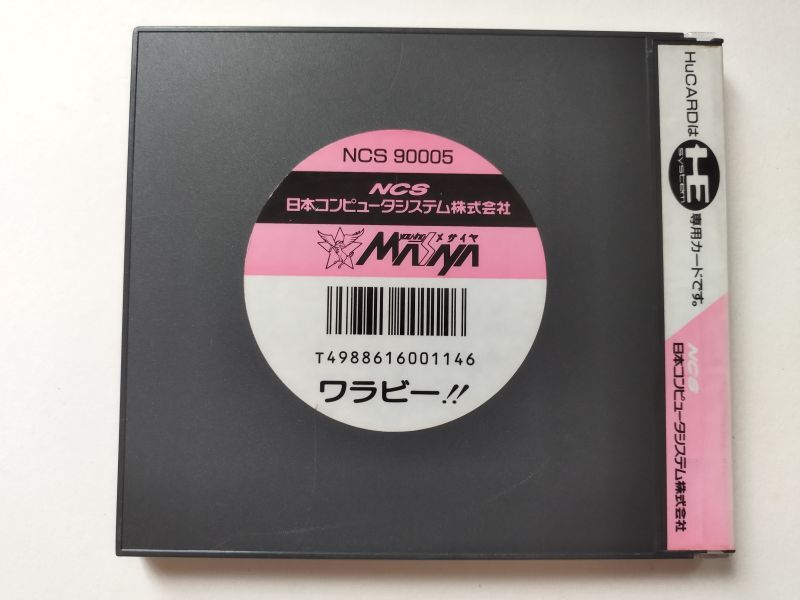 NCS 90005
NCS
日本コンピュータシステム株式会社
YOUNG メサイヤ
MASAYA
T4988616001146
ワラビー!!
HuCARDは
HE
system
専用カードです。
NCS
日本コンピュータシステム株式会社